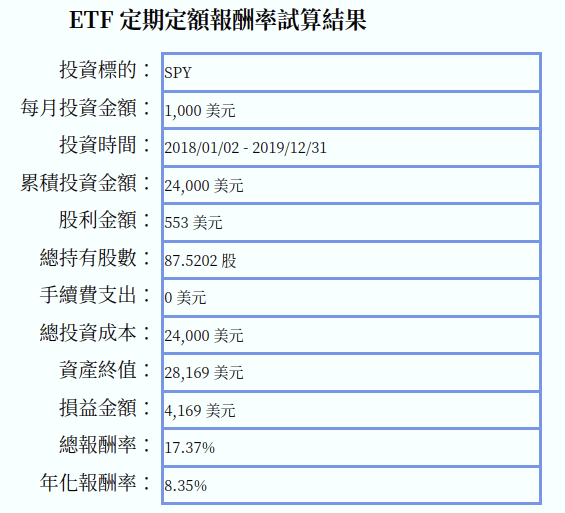 ETF 定期定額報酬率試算結果
投資標的： SPY
每月投資金額： 1,000 美元
投資時間： 2018/01/02 - 2019/12/31
累積投資金額： 24,000 美元
股利金額： 553 美元
總持有股數： 87.5202 股
手續費支出： 0 美元
總投資成本： 24,000 美元
資產終值： 28,169 美元
損益金額： 4,169 美元
總報酬率： 17.37%
年化報酬率： 8.35%